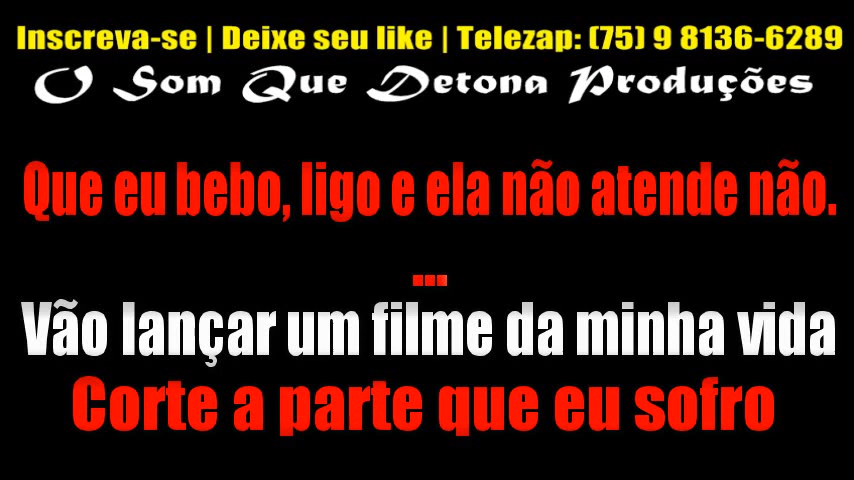 Inscreva-se | Deixe seu like | Telezap: (75) 9 8136-6289
O Som Que Detona Produções
Que eu bebo, ligo e ela não atende não.
...
Vão lançar um filme da minha vida
Corte a parte que eu sofro